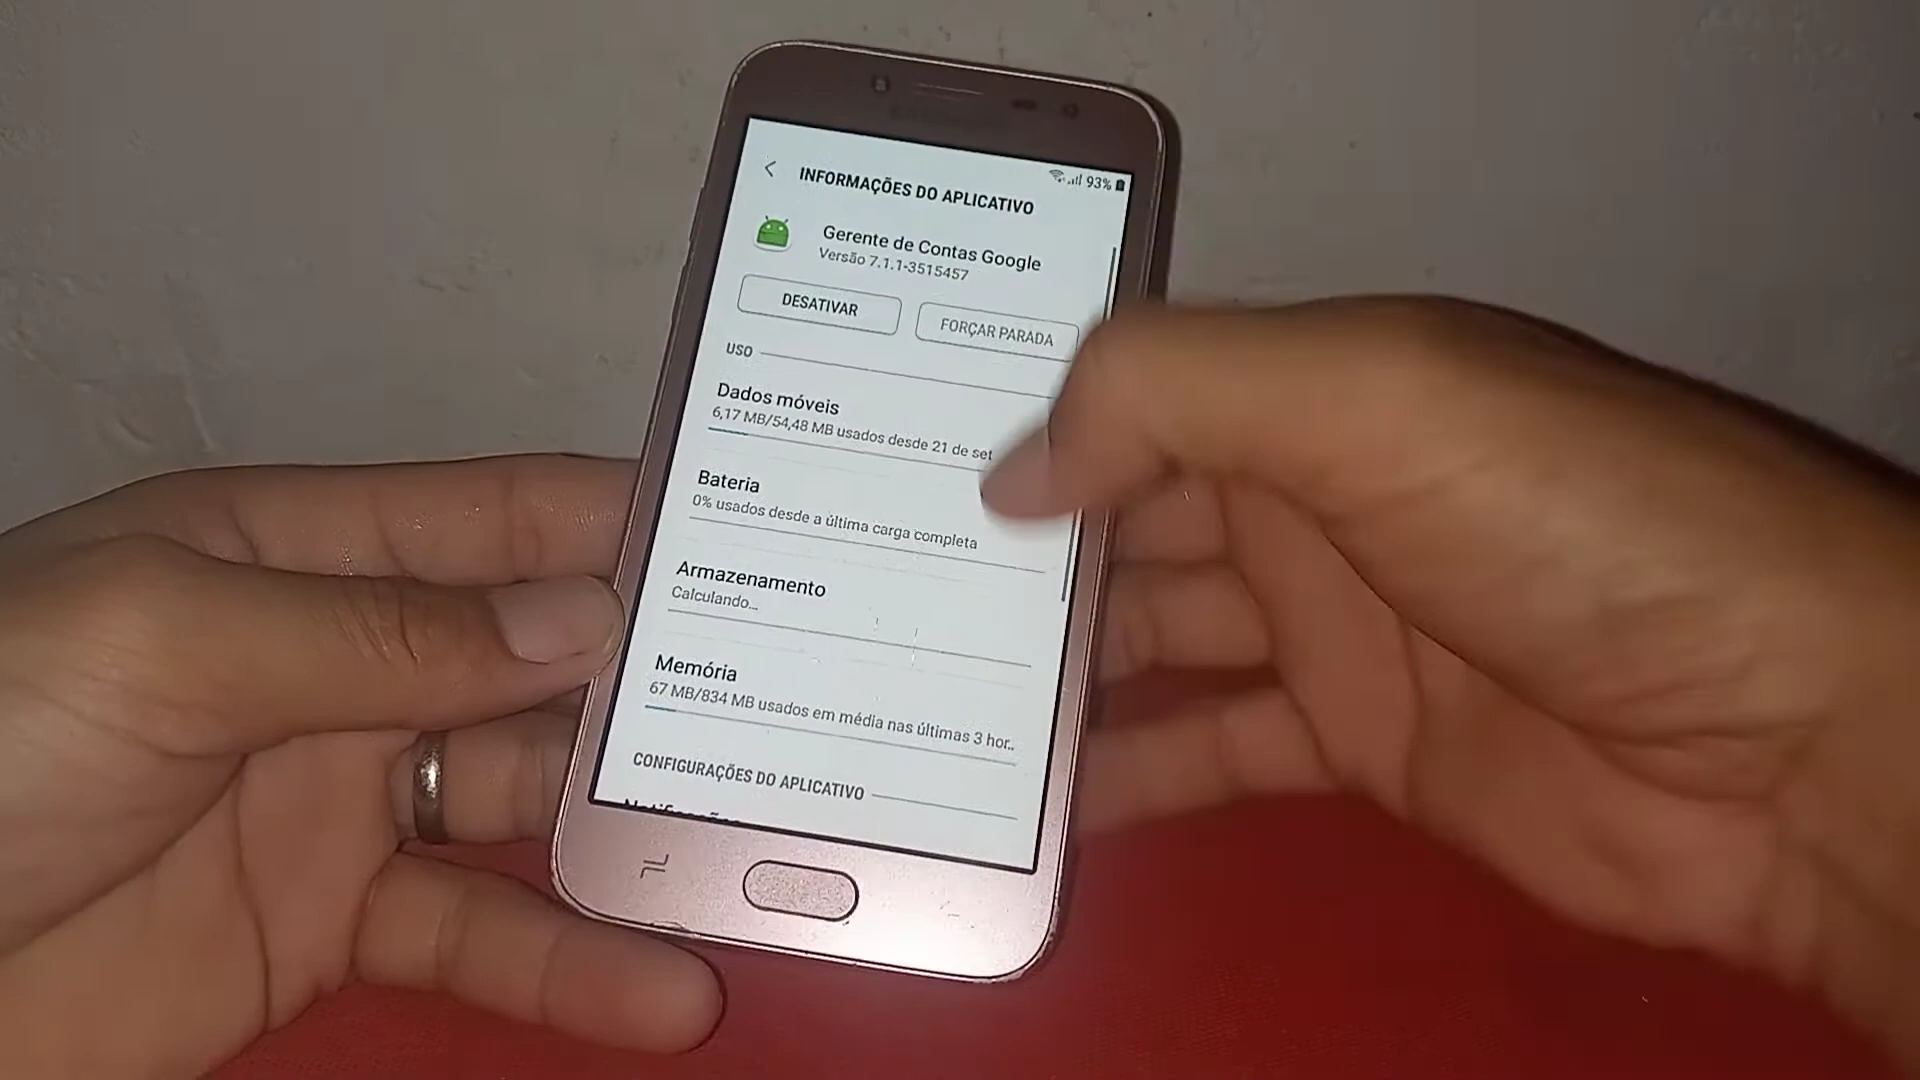 93%
INFORMAÇÕES DO APLICATIVO
Gerente de Contas Google
Versão 7.1.1-3515457
DESATIVAR
FORÇAR PARADA
USO
Dados móveis
6,17 MB/54,48 MB usados desde 21 de set
Bateria
0% usados desde a última carga completa
Armazenamento
Calculando...
Memória
67 MB/834 MB usados em média nas últimas 3 hor..
CONFIGURAÇÕES DO APLICATIVO